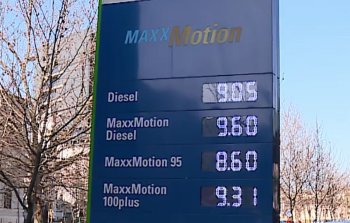 MAXXMotion
Diesel 9.05
MaxxMotion
Diesel 9.60
MaxxMotion 95 8.60
MaxxMotion
100plus 9.31